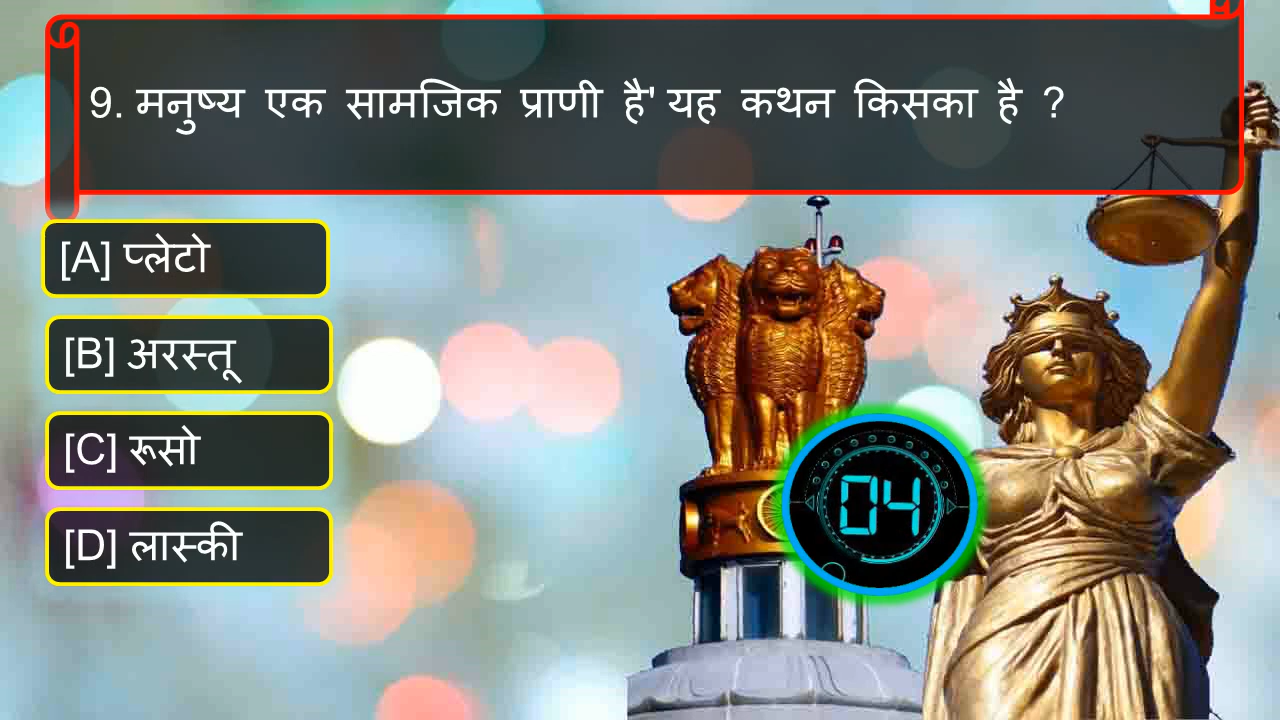 9. मनुष्य एक सामजिक प्राणी है' यह कथन किसका है ?
[A] प्लेटो
[B] अरस्तू
[C] रूसो
[D] लास्की
04